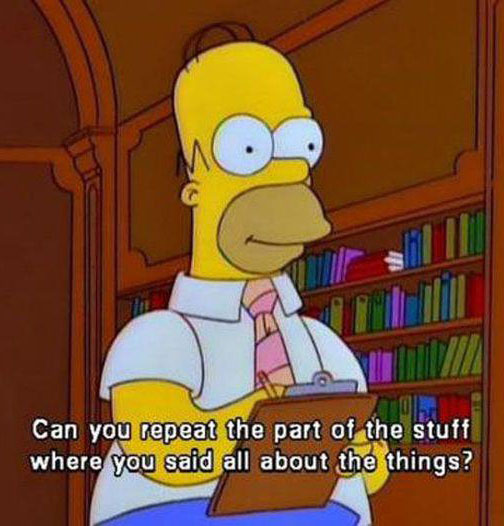 Can you repeat the part of the stuff
where you said all about the things?